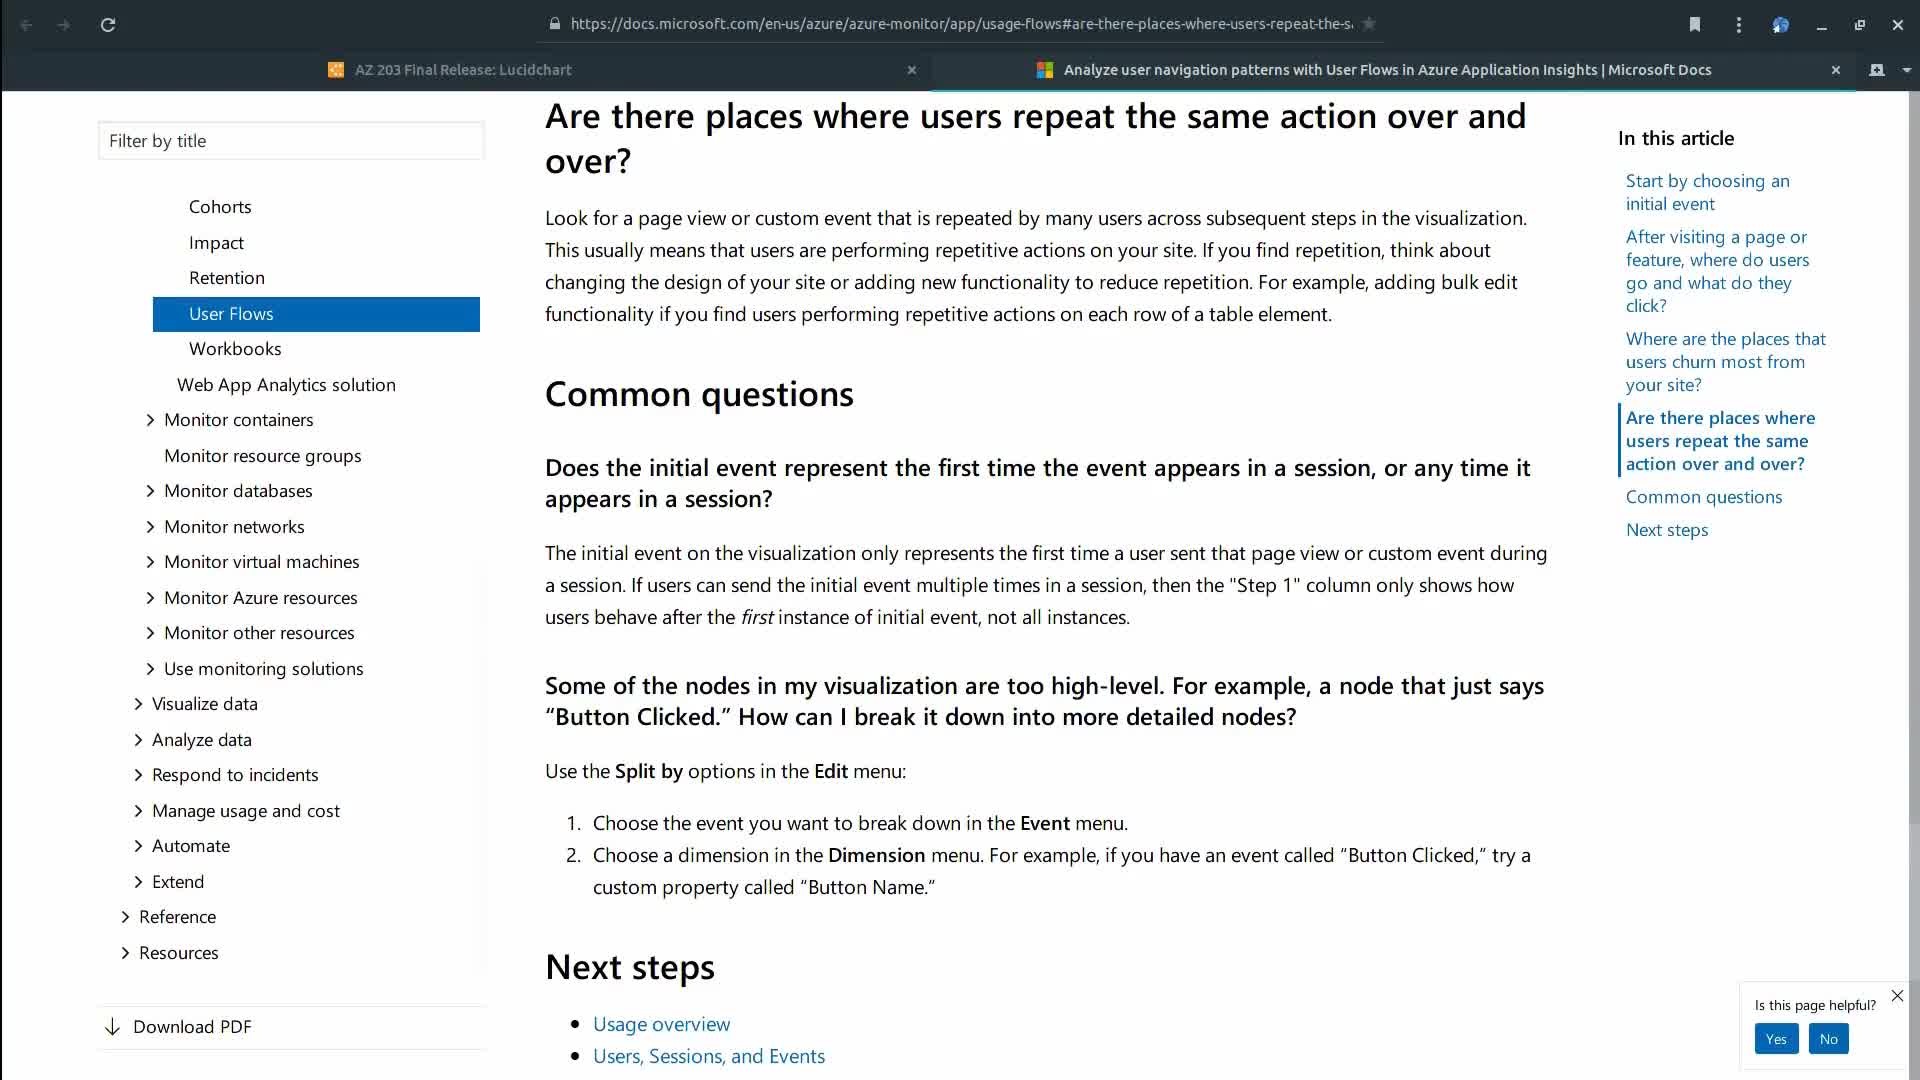 https://docs.microsoft.com/en-us/azure/azure-monitor/app/usage-flows#are-there-places-where-users-repeat-the-s
AZ 203 Final Release: Lucidchart
Analyze user navigation patterns with User Flows in Azure Application Insights | Microsoft Docs
Filter by title
Cohorts
Impact
Retention
User Flows
Workbooks
Web App Analytics solution
Monitor containers
Monitor resource groups
Monitor databases
Monitor networks
Monitor virtual machines
Monitor Azure resources
Monitor other resources
Use monitoring solutions
Visualize data
Analyze data
Respond to incidents
Manage usage and cost
Automate
Extend
Reference
Resources
Download PDF
Are there places where users repeat the same action over and
over?
Look for a page view or custom event that is repeated by many users across subsequent steps in the visualization.
This usually means that users are performing repetitive actions on your site. If you find repetition, think about
changing the design of your site or adding new functionality to reduce repetition. For example, adding bulk edit
functionality if you find users performing repetitive actions on each row of a table element.
Common questions
Does the initial event represent the first time the event appears in a session, or any time it
appears in a session?
The initial event on the visualization only represents the first time a user sent that page view or custom event during
a session. If users can send the initial event multiple times in a session, then the "Step 1" column only shows how
users behave after the first instance of initial event, not all instances.
Some of the nodes in my visualization are too high-level. For example, a node that just says
“Button Clicked.” How can I break it down into more detailed nodes?
Use the Split by options in the Edit menu:
1. Choose the event you want to break down in the Event menu.
2. Choose a dimension in the Dimension menu. For example, if you have an event called “Button Clicked,” try a
custom property called “Button Name.”
Next steps
• Usage overview
• Users, Sessions, and Events
In this article
Start by choosing an
initial event
After visiting a page or
feature, where do users
go and what do they
click?
Where are the places that
users churn most from
your site?
Are there places where
users repeat the same
action over and over?
Common questions
Next steps
Is this page helpful?
Yes
No